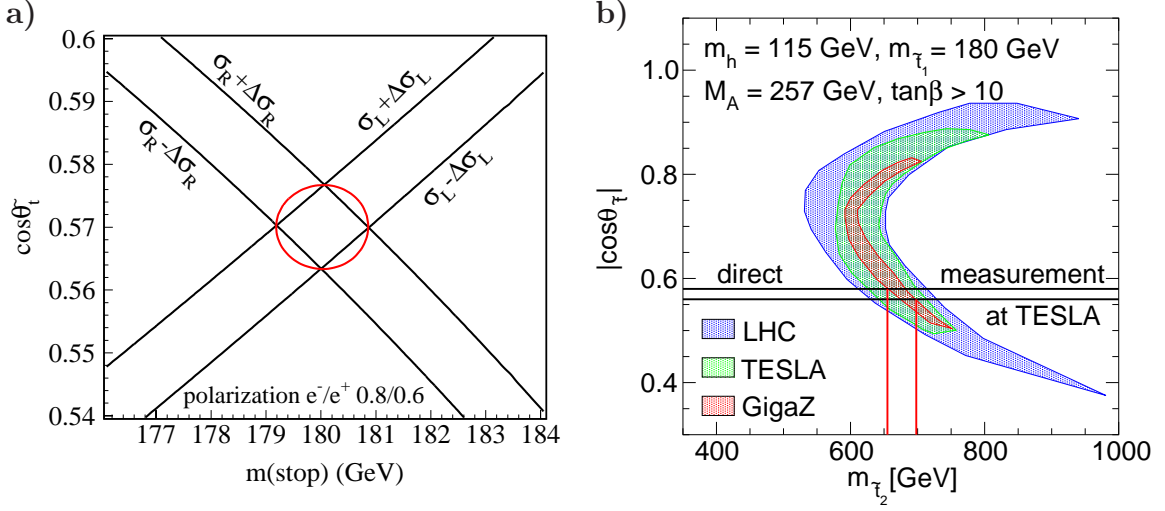 a)
0.6
0.59
0.58
0.57
0.56
0.55
0.54
cosθt̃
σR+ΔσR
σR-ΔσR
σL+ΔσL
σL-ΔσL
polarization e⁻/e⁺ 0.8/0.6
177 178 179 180 181 182 183 184
m(stop) (GeV)
b)
1.0
0.8
0.6
0.4
|cosθt̃|
mh = 115 GeV, mt̃1 = 180 GeV
MA = 257 GeV, tanβ > 10
direct measurement
at TESLA
LHC
TESLA
GigaZ
400 600 800 1000
mt̃2 [GeV]